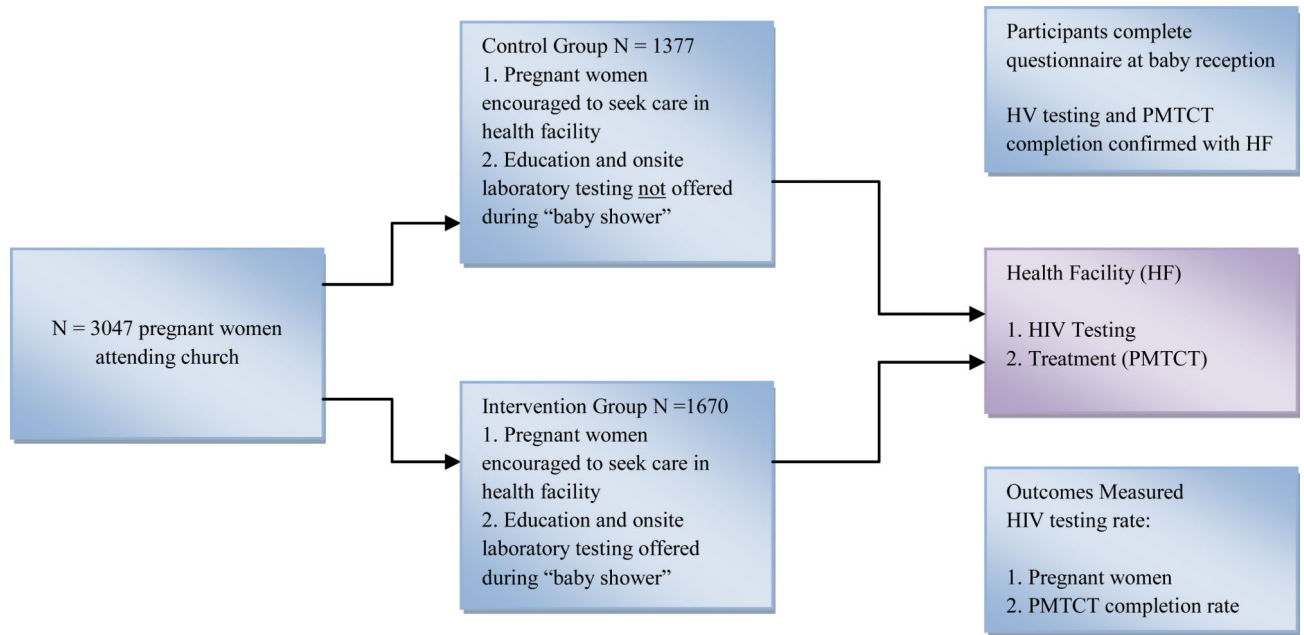 N = 3047 pregnant women
attending church
Control Group N = 1377
1. Pregnant women
encouraged to seek care in
health facility
2. Education and onsite
laboratory testing not offered
during “baby shower”
Intervention Group N =1670
1. Pregnant women
encouraged to seek care in
health facility
2. Education and onsite
laboratory testing offered
during “baby shower”
Participants complete
questionnaire at baby reception
HV testing and PMTCT
completion confirmed with HF
Health Facility (HF)
1. HIV Testing
2. Treatment (PMTCT)
Outcomes Measured
HIV testing rate:
1. Pregnant women
2. PMTCT completion rate